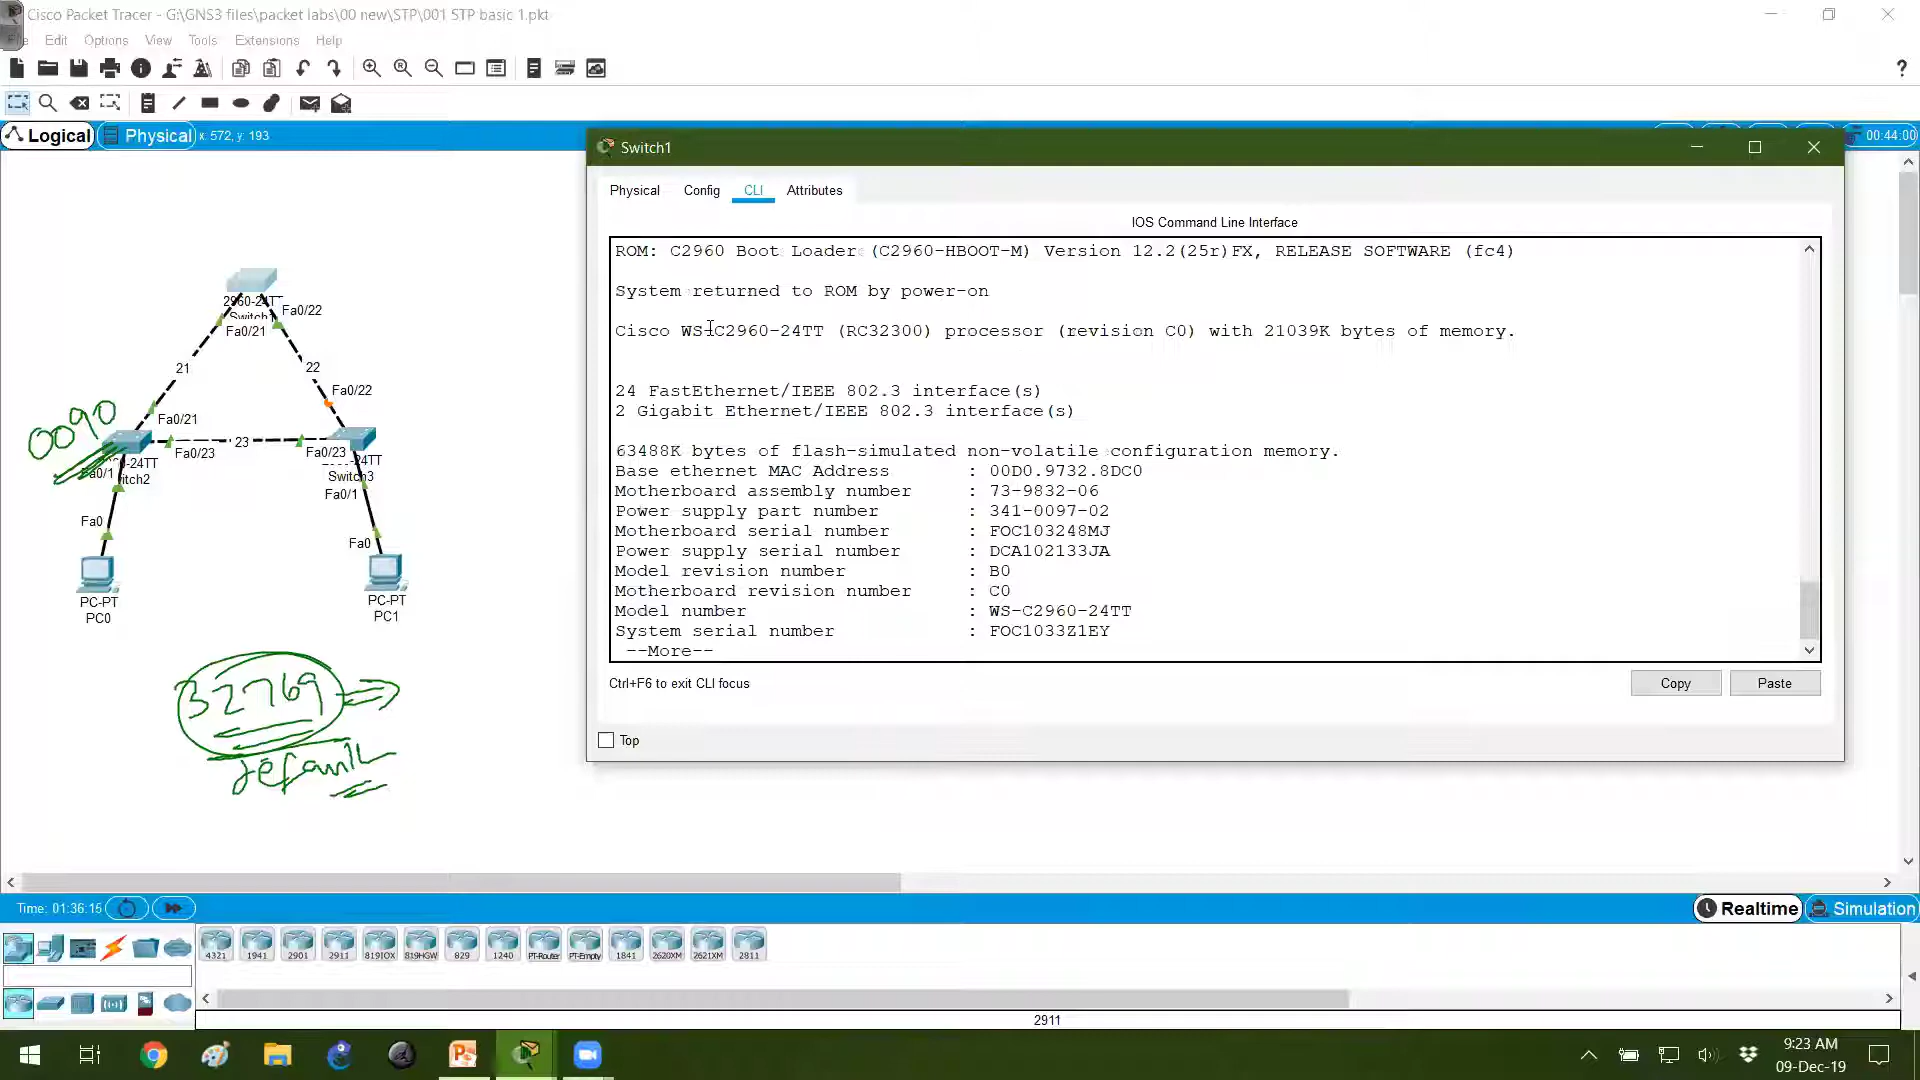 Cisco Packet Tracer - G:\GNS3 files\packet labs\00 new\STP\001 STP basic 1.pkt
Edit Options View Tools Extensions Help
Logical Physical x: 572, y: 193
00:44:00
Switch1
Physical Config CLI Attributes
IOS Command Line Interface
ROM: C2960 Boot Loader (C2960-HBOOT-M) Version 12.2(25r)FX, RELEASE SOFTWARE (fc4)
System returned to ROM by power-on
Cisco WS-C2960-24TT (RC32300) processor (revision C0) with 21039K bytes of memory.
24 FastEthernet/IEEE 802.3 interface(s)
2 Gigabit Ethernet/IEEE 802.3 interface(s)
63488K bytes of flash-simulated non-volatile configuration memory.
Base ethernet MAC Address : 00D0.9732.8DC0
Motherboard assembly number : 73-9832-06
Power supply part number : 341-0097-02
Motherboard serial number : FOC103248MJ
Power supply serial number : DCA102133JA
Model revision number : B0
Motherboard revision number : C0
Model number : WS-C2960-24TT
System serial number : FOC1033Z1EY
--More--
Ctrl+F6 to exit CLI focus
Copy Paste
Top
2960-24TT
Switch1
Fa0/22
Fa0/21
21
22
Fa0/22
0090
Fa0/21
23
Fa0/23
Fa0/23
Fa0/1
Switch3
Fa0/1
Fa0
Fa0
PC-PT
PC0
PC-PT
PC1
32769
default
Time: 01:36:15
Realtime Simulation
4321 1941 2901 2911 819IOX 819HGW 829 1240 PT-Router PT-Empty 1841 2620XM 2621XM 2811
2911
9:23 AM
09-Dec-19